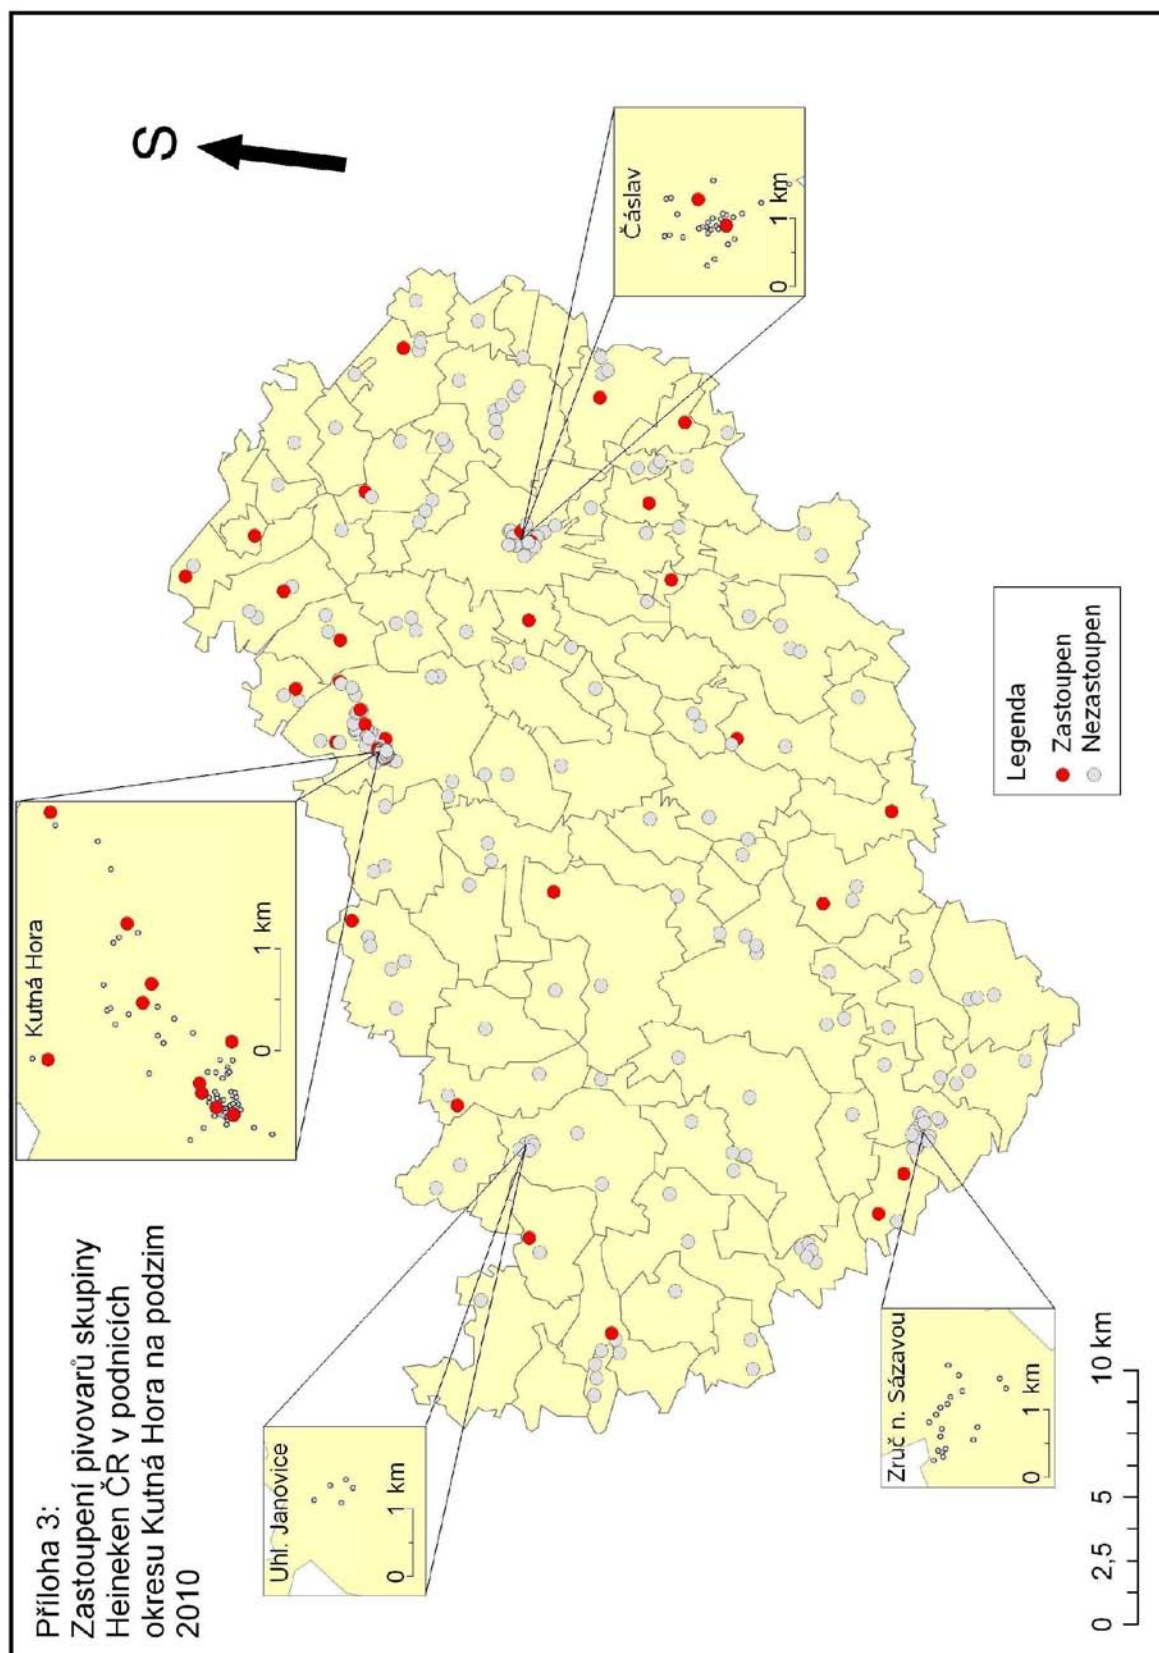 Příloha 3:
Zastoupení pivovarů skupiny
Heineken ČR v podnicích
okresu Kutná Hora na podzim
2010
S
Kutná Hora
0 1 km
Čáslav
0 1 km
Uhl. Janovice
0 1 km
Zruč n. Sázavou
0 1 km
Legenda
Zastoupen
Nezastoupen
0 2,5 5 10 km